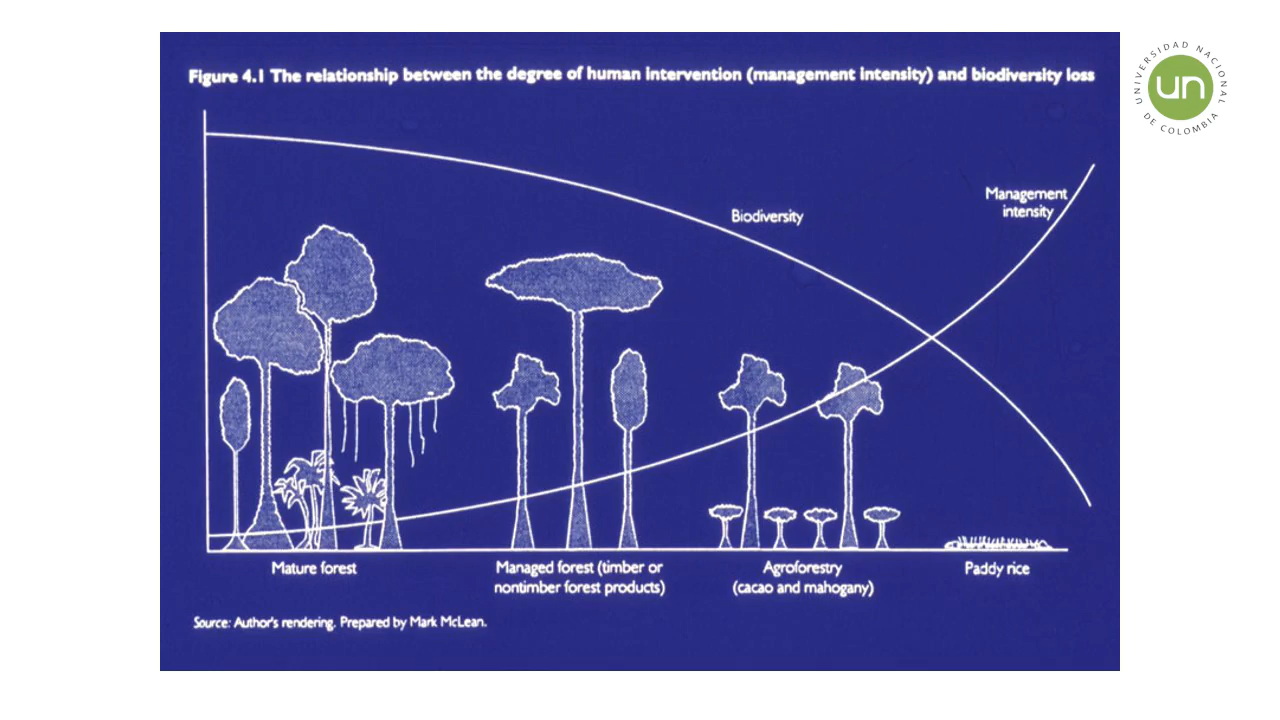 Figure 4.1 The relationship between the degree of human intervention (management intensity) and biodiversity loss
UNIVERSIDAD NACIONAL
DE COLOMBIA
un
Management
intensity
Biodiversity
Mature forest
Managed forest (timber or
nontimber forest products)
Agroforestry
(cacao and mahogany)
Paddy rice
Source: Author's rendering. Prepared by Mark McLean.